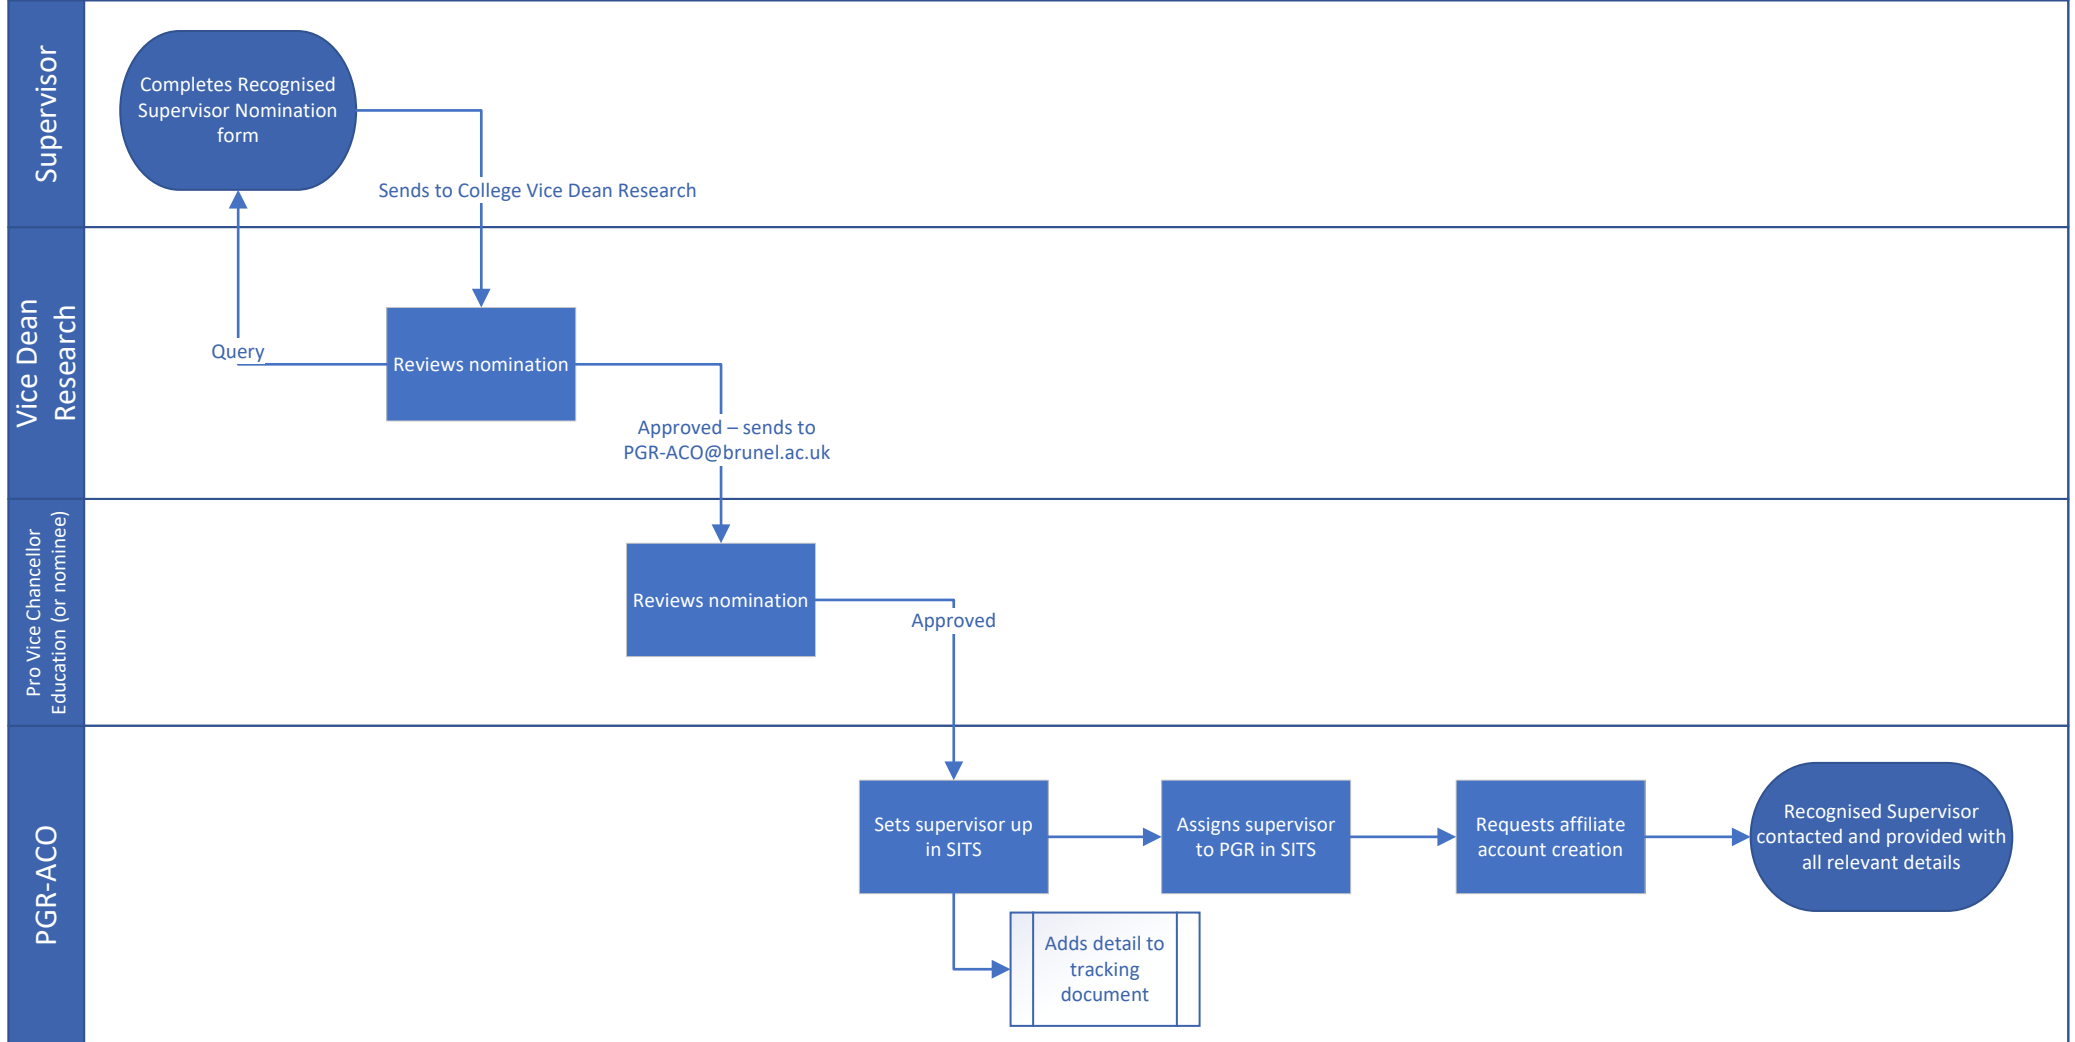 Supervisor
Completes Recognised
Supervisor Nomination
form
Sends to College Vice Dean Research
Vice Dean
Research
Query
Reviews nomination
Approved – sends to
PGR-ACO@brunel.ac.uk
Pro Vice Chancellor
Education (or nominee)
Reviews nomination
Approved
PGR-ACO
Sets supervisor up
in SITS
Assigns supervisor
to PGR in SITS
Requests affiliate
account creation
Recognised Supervisor
contacted and provided with
all relevant details
Adds detail to
tracking
document